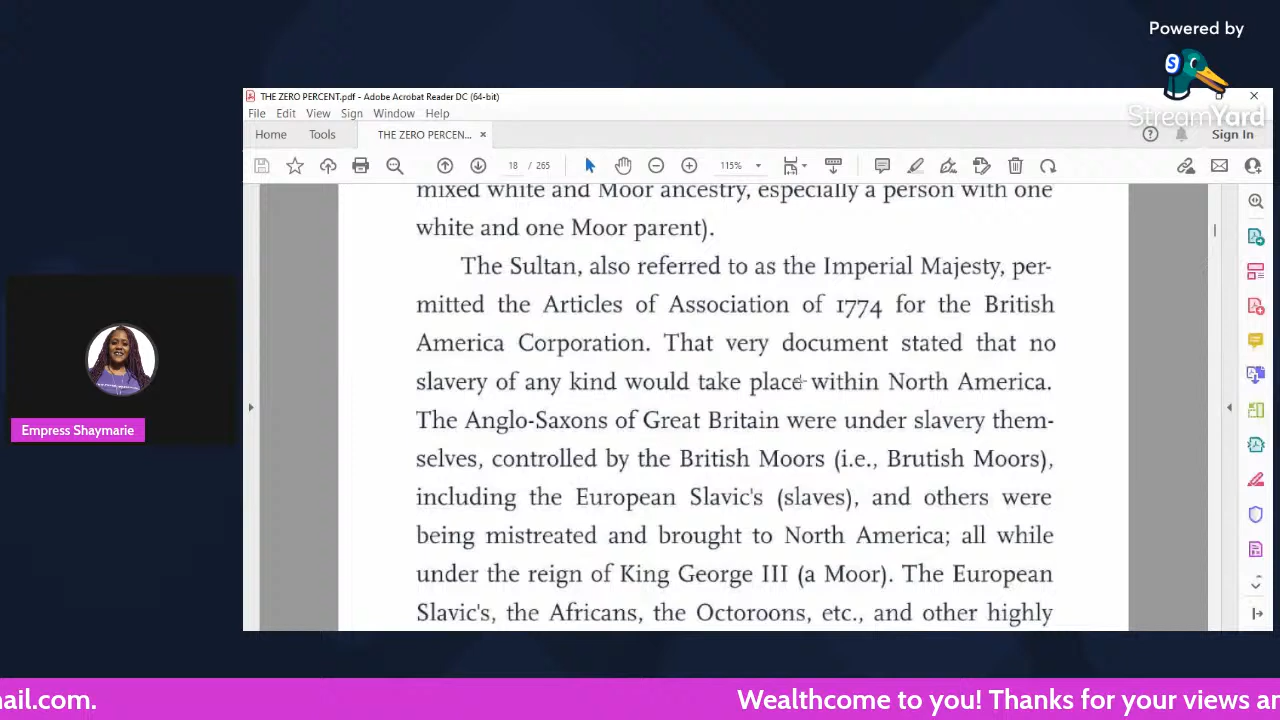 Powered by
StreamYard
THE ZERO PERCENT.pdf - Adobe Acrobat Reader DC (64-bit)
File Edit View Sign Window Help
Home Tools THE ZERO PERCEN... × Sign In
18 / 265 115%
mixed white and Moor ancestry, especially a person with one
white and one Moor parent).
The Sultan, also referred to as the Imperial Majesty, per-
mitted the Articles of Association of 1774 for the British
America Corporation. That very document stated that no
slavery of any kind would take place within North America.
The Anglo-Saxons of Great Britain were under slavery them-
selves, controlled by the British Moors (i.e., Brutish Moors),
including the European Slavic's (slaves), and others were
being mistreated and brought to North America; all while
under the reign of King George III (a Moor). The European
Slavic's, the Africans, the Octoroons, etc., and other highly
Empress Shaymarie
nail.com. Wealthcome to you! Thanks for your views an